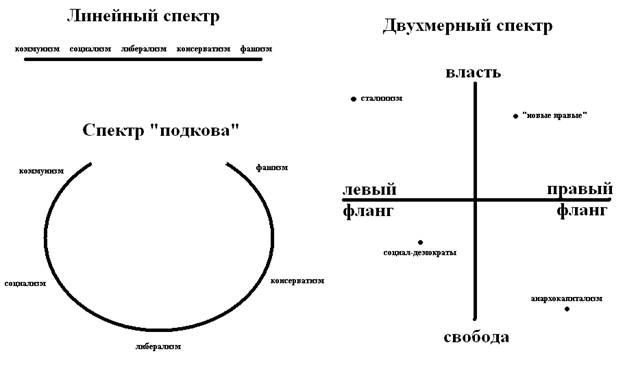 Линейный спектр
коммунизм социализм либерализм консерватизм фашизм
Спектр "подкова"
коммунизм
фашизм
социализм
консерватизм
либерализм
Двухмерный спектр
власть
сталинизм
"новые правые"
левый фланг
правый фланг
социал-демократы
анархокапитализм
свобода